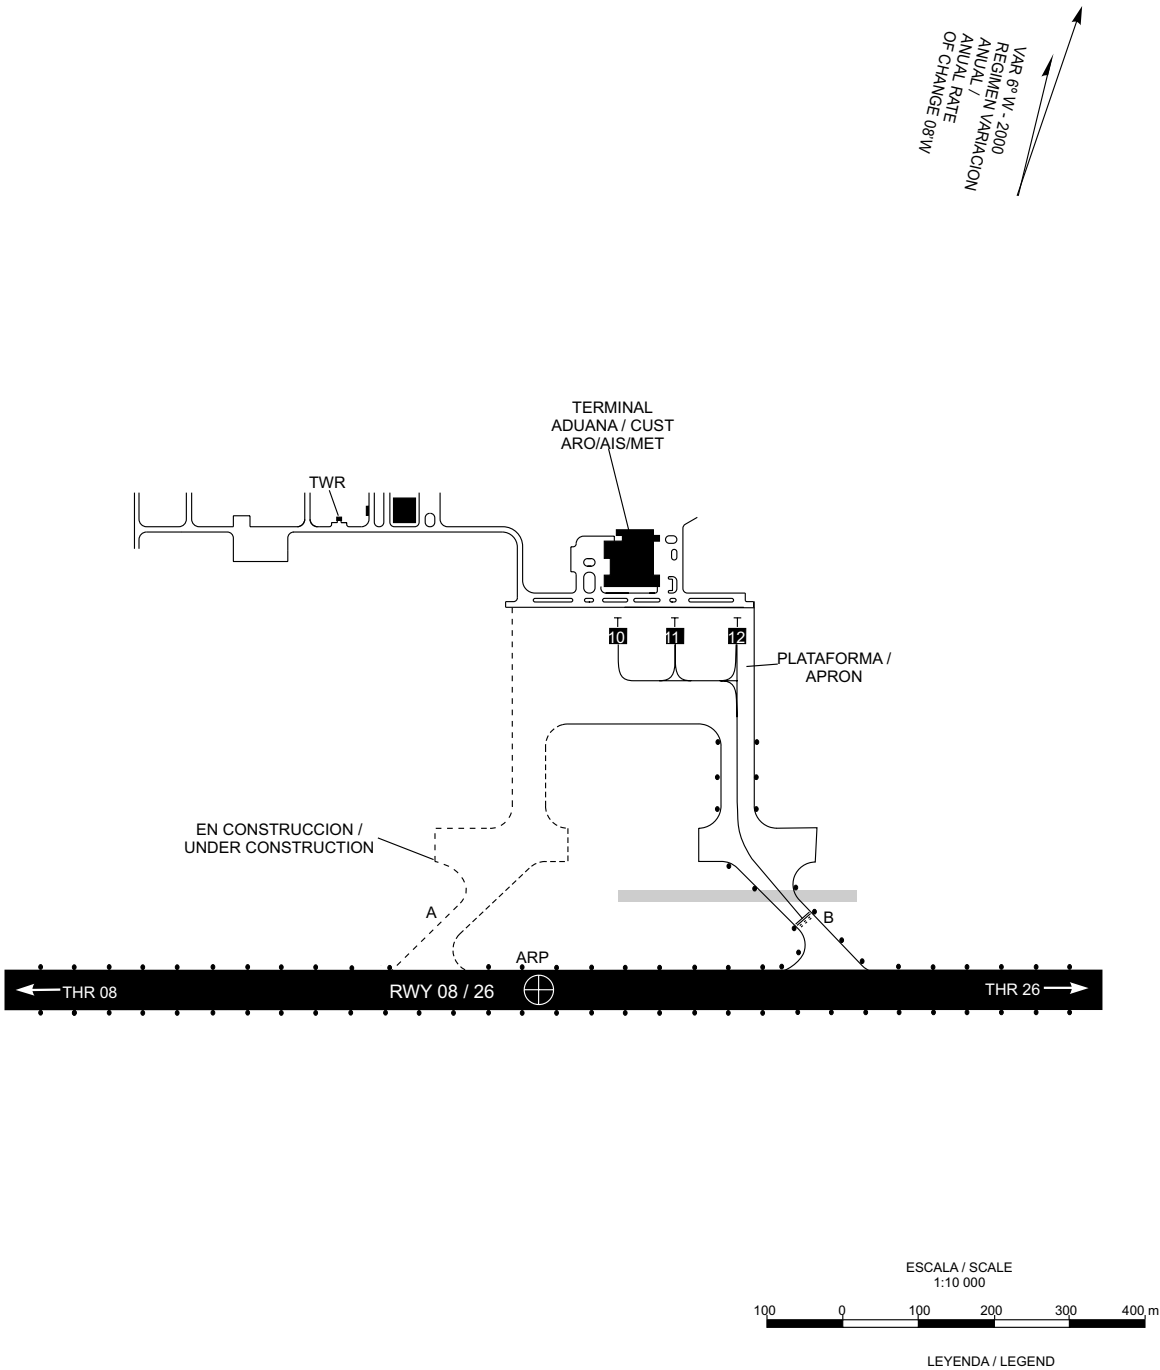 VAR 6º W - 2000
REGIMEN VARIACION
ANUAL /
ANUAL RATE
OF CHANGE 08'W
TERMINAL
ADUANA / CUST
ARO/AIS/MET
TWR
10
11
12
PLATAFORMA /
APRON
EN CONSTRUCCION /
UNDER CONSTRUCTION
A
B
ARP
THR 08
RWY 08 / 26
THR 26
ESCALA / SCALE
1:10 000
100 0 100 200 300 400 m
LEYENDA / LEGEND